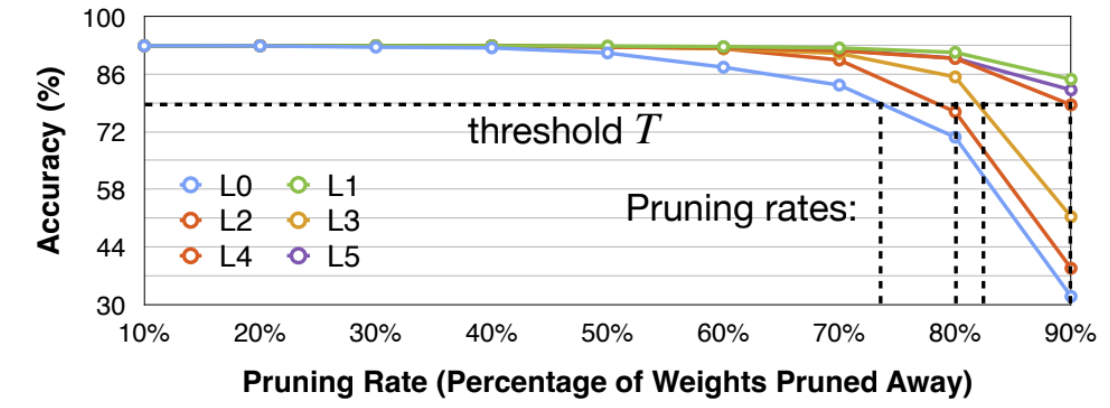 100
86
72
58
44
30
Accuracy (%)
threshold T
Pruning rates:
L0 L1
L2 L3
L4 L5
10% 20% 30% 40% 50% 60% 70% 80% 90%
Pruning Rate (Percentage of Weights Pruned Away)